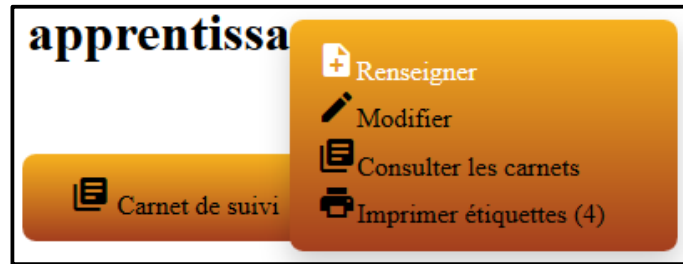 apprentissa
Renseigner
Modifier
Consulter les carnets
Imprimer étiquettes (4)
Carnet de suivi